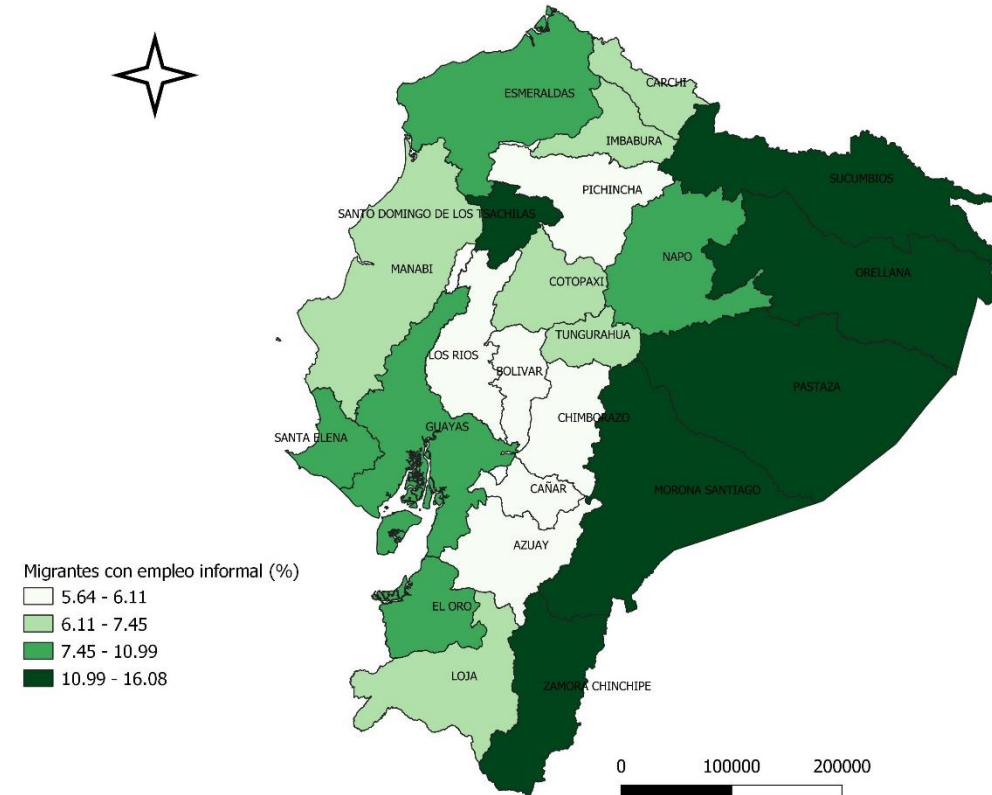 CARCHI
ESMERALDAS
IMBABURA
SUCUMBIOS
PICHINCHA
SANTO DOMINGO DE LOS TSACHILAS
NAPO
MANABI
ORELLANA
COTOPAXI
TUNGURAHUA
LOS RIOS
BOLIVAR
PASTAZA
CHIMBORAZO
GUAYAS
SANTA ELENA
CAÑAR
MORONA SANTIAGO
AZUAY
EL ORO
LOJA
ZAMORA CHINCHIPE
Migrantes con empleo informal (%)
5.64 - 6.11
6.11 - 7.45
7.45 - 10.99
10.99 - 16.08
0 100000 200000